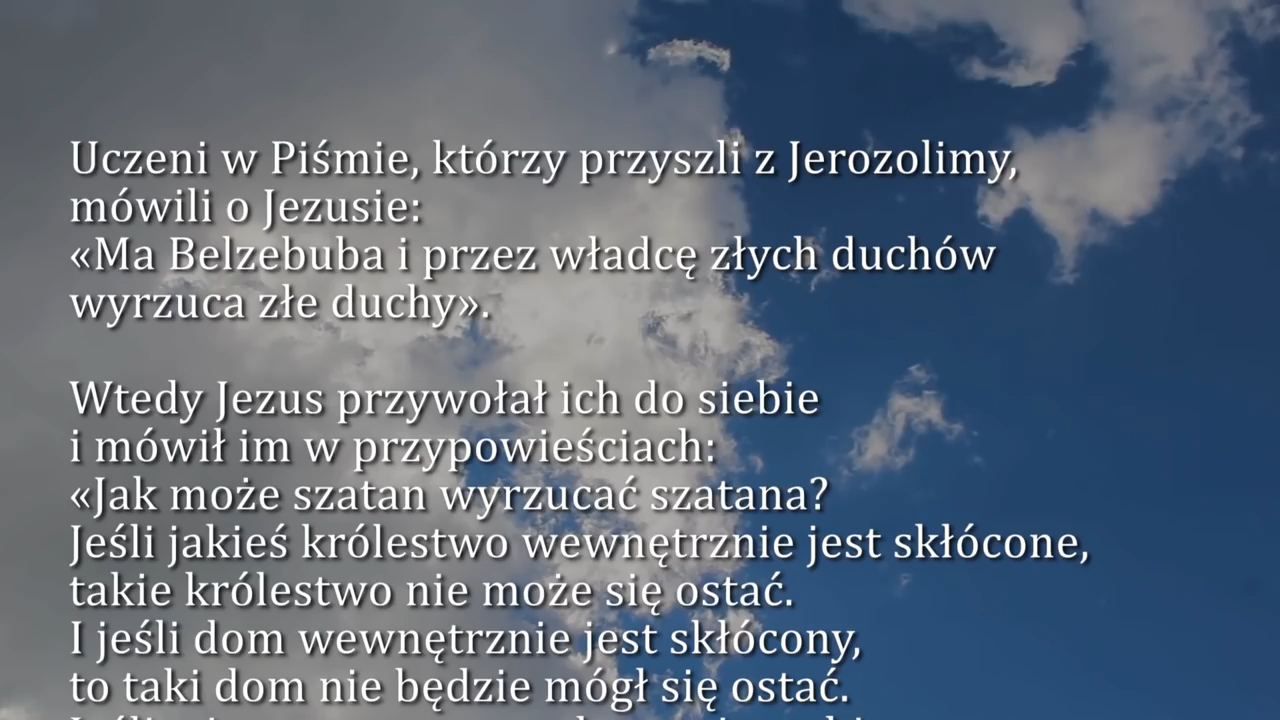 Uczeni w Piśmie, którzy przyszli z Jerozolimy,
mówili o Jezusie:
«Ma Belzebuba i przez władcę złych duchów
wyrzuca złe duchy».
Wtedy Jezus przywołał ich do siebie
i mówił im w przypowieściach:
«Jak może szatan wyrzucać szatana?
Jeśli jakieś królestwo wewnętrznie jest skłócone,
takie królestwo nie może się ostać.
I jeśli dom wewnętrznie jest skłócony,
to taki dom nie będzie mógł się ostać.